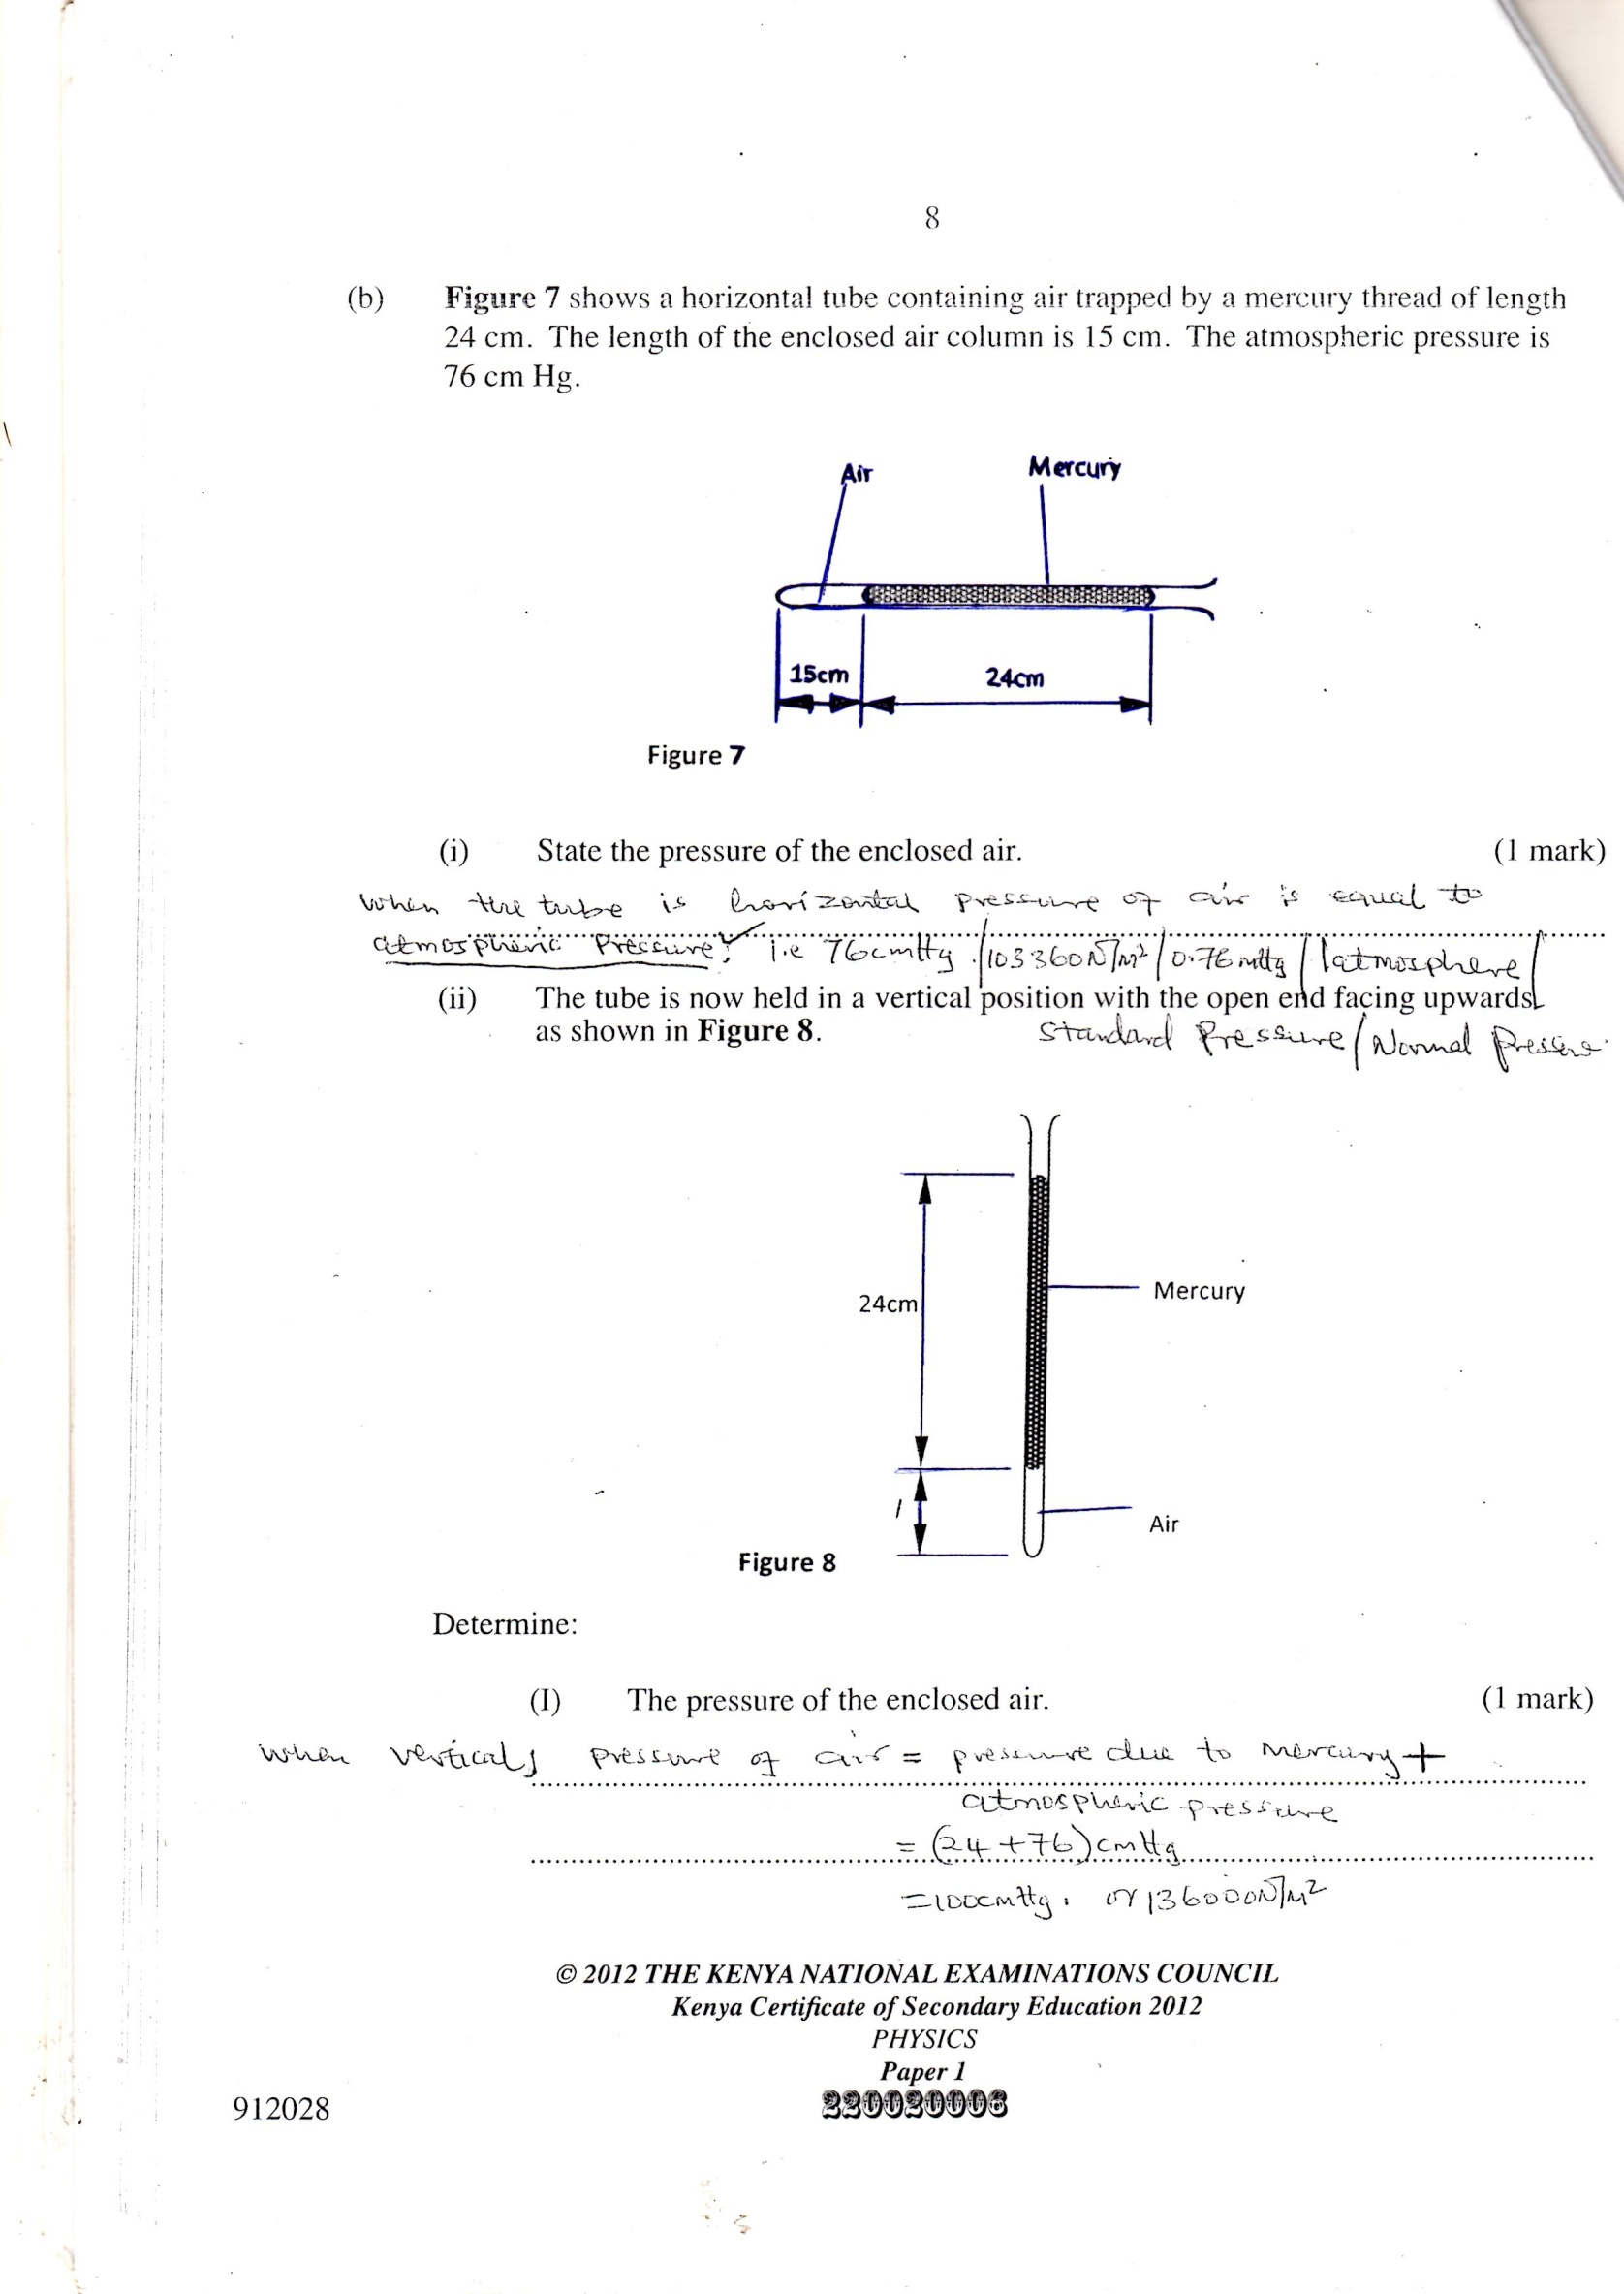 8
(b) Figure 7 shows a horizontal tube containing air trapped by a mercury thread of length
24 cm. The length of the enclosed air column is 15 cm. The atmospheric pressure is
76 cm Hg.
Air
Mercury
15cm
24cm
Figure 7
(i) State the pressure of the enclosed air. (1 mark)
when the tube is horizontal pressure of air is equal to
atmospheric Pressure. i.e 76cmHg /103360N/m² / 0.76mHg / 1atmosphere /
(ii) The tube is now held in a vertical position with the open end facing upwards
as shown in Figure 8.
Standard Pressure / Normal Pressure
24cm
Mercury
l
Air
Figure 8
Determine:
(I) The pressure of the enclosed air. (1 mark)
when vertical, pressure of air = pressure due to mercury +
atmospheric pressure
= (24 + 76) cmHg
= 100cmHg. or 136000N/M²
© 2012 THE KENYA NATIONAL EXAMINATIONS COUNCIL
Kenya Certificate of Secondary Education 2012
PHYSICS
Paper 1
912028
220020006